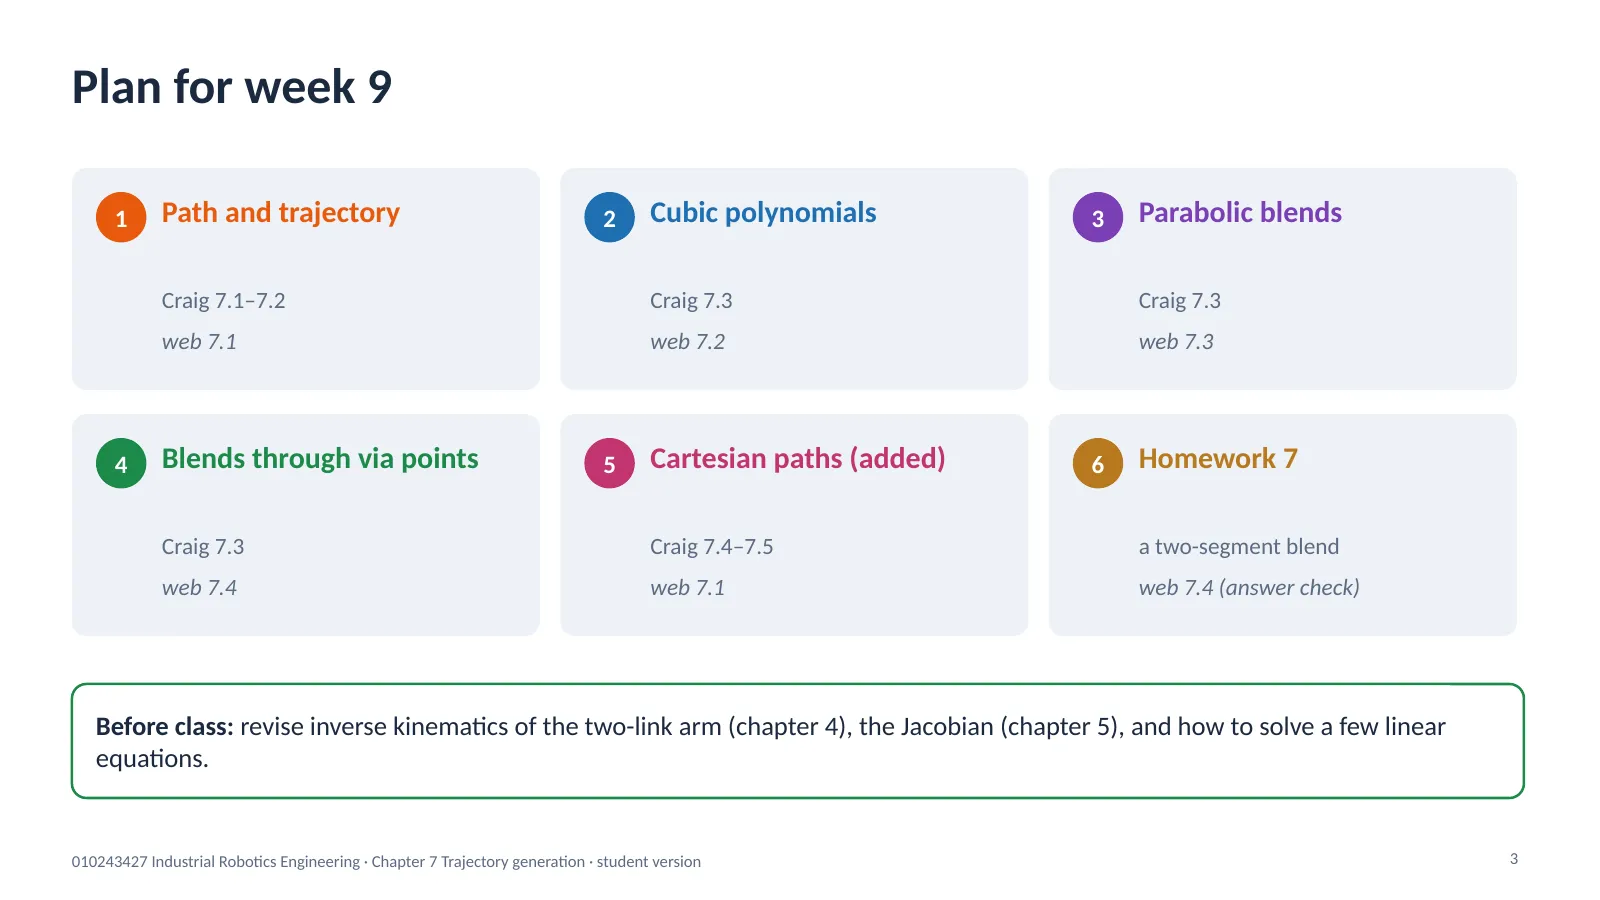 Plan for week 9
1 Path and trajectory
Craig 7.1–7.2
web 7.1
2 Cubic polynomials
Craig 7.3
web 7.2
3 Parabolic blends
Craig 7.3
web 7.3
4 Blends through via points
Craig 7.3
web 7.4
5 Cartesian paths (added)
Craig 7.4–7.5
web 7.1
6 Homework 7
a two-segment blend
web 7.4 (answer check)
Before class: revise inverse kinematics of the two-link arm (chapter 4), the Jacobian (chapter 5), and how to solve a few linear
equations.
010243427 Industrial Robotics Engineering · Chapter 7 Trajectory generation · student version
3